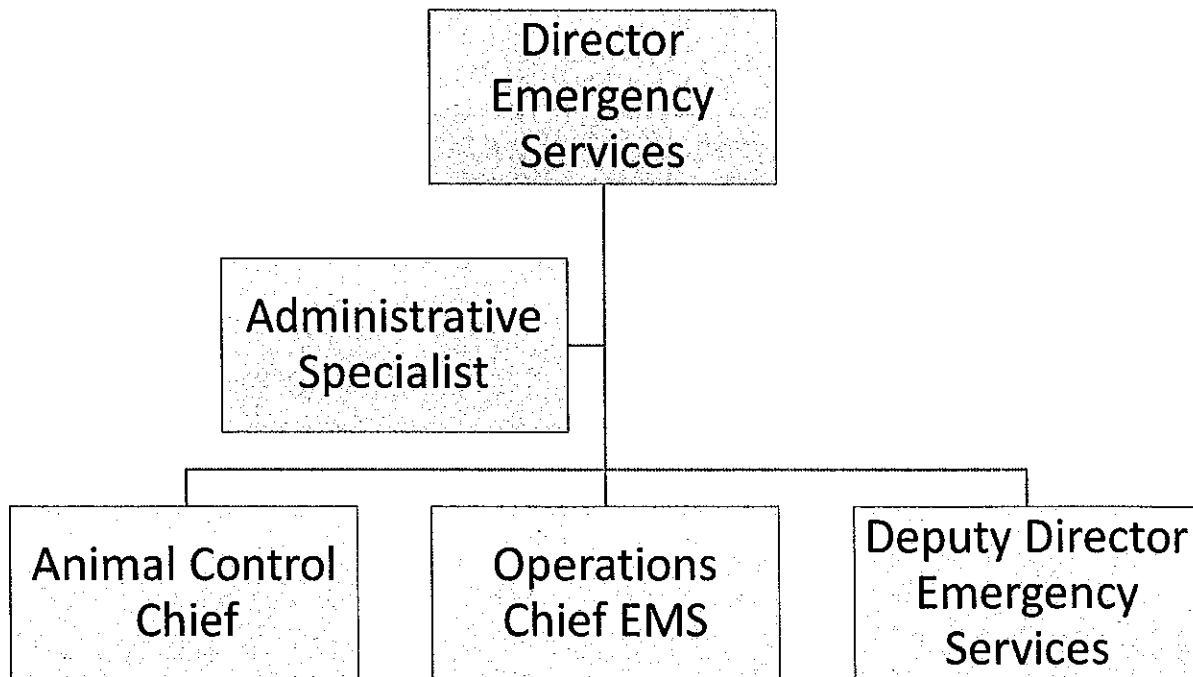 Director
Emergency
Services
Administrative
Specialist
Animal Control
Chief
Operations
Chief EMS
Deputy Director
Emergency
Services